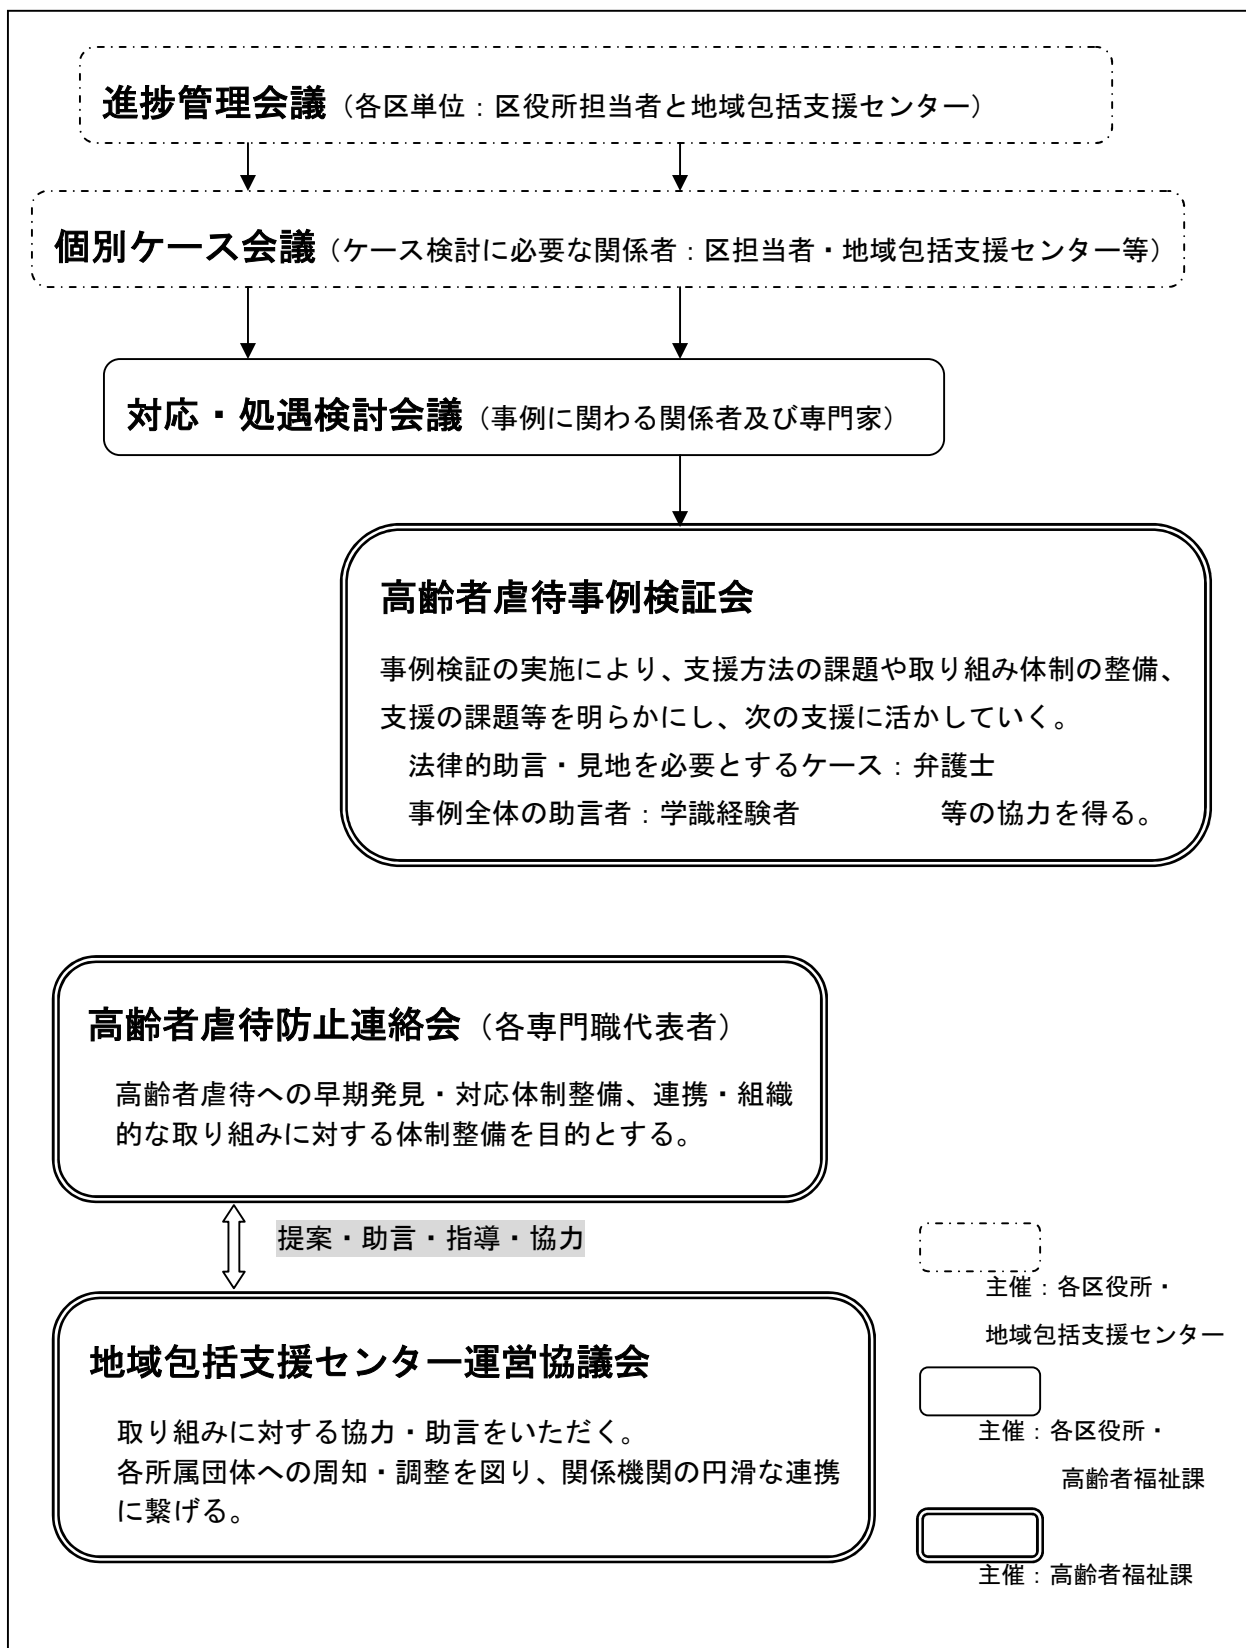 進捗管理会議（各区単位：区役所担当者と地域包括支援センター）
個別ケース会議（ケース検討に必要な関係者：区担当者・地域包括支援センター等）
対応・処遇検討会議（事例に関わる関係者及び専門家）
高齢者虐待事例検証会
事例検証の実施により、支援方法の課題や取り組み体制の整備、
支援の課題等を明らかにし、次の支援に活かしていく。
法律的助言・見地を必要とするケース：弁護士
事例全体の助言者：学識経験者　　　　　等の協力を得る。
高齢者虐待防止連絡会（各専門職代表者）
高齢者虐待への早期発見・対応体制整備、連携・組織
的な取り組みに対する体制整備を目的とする。
提案・助言・指導・協力
地域包括支援センター運営協議会
取り組みに対する協力・助言をいただく。
各所属団体への周知・調整を図り、関係機関の円滑な連携
に繋げる。
主催：各区役所・
地域包括支援センター
主催：各区役所・
高齢者福祉課
主催：高齢者福祉課